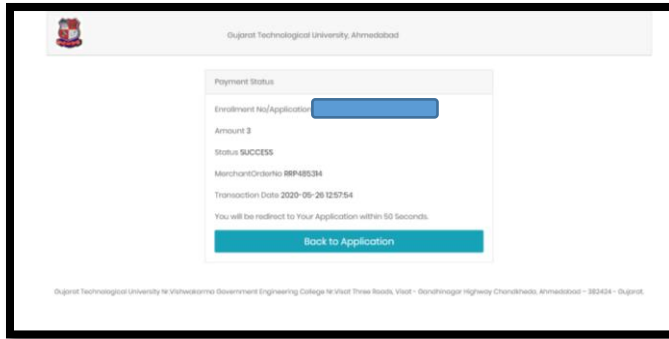 Gujarat Technological University, Ahmedabad
Payment Status
Enrollment No/Application
Amount 3
Status SUCCESS
MerchantOrderNo RRP485314
Transaction Date 2020-05-26 12:57:54
You will be redirect to Your Application within 50 Seconds.
Back to Application
Gujarat Technological University Nr.Vishwakarma Government Engineering College Nr.Visat Three Roads, Visat - Gandhinagar Highway Chandkheda, Ahmedabad - 382424 - Gujarat.